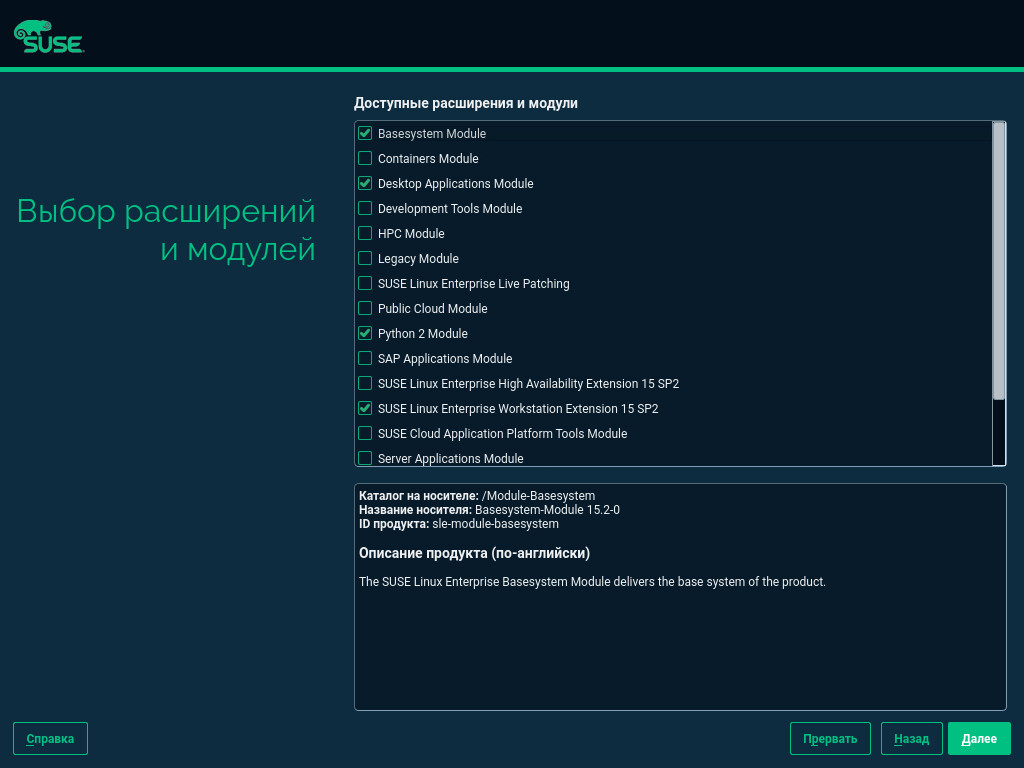 SUSE
Доступные расширения и модули
Basesystem Module
Containers Module
Desktop Applications Module
Development Tools Module
HPC Module
Legacy Module
SUSE Linux Enterprise Live Patching
Public Cloud Module
Python 2 Module
SAP Applications Module
SUSE Linux Enterprise High Availability Extension 15 SP2
SUSE Linux Enterprise Workstation Extension 15 SP2
SUSE Cloud Application Platform Tools Module
Server Applications Module
Выбор расширений
и модулей
Каталог на носителе: /Module-Basesystem
Название носителя: Basesystem-Module 15.2-0
ID продукта: sle-module-basesystem
Описание продукта (по-английски)
The SUSE Linux Enterprise Basesystem Module delivers the base system of the product.
Справка
Прервать
Назад
Далее